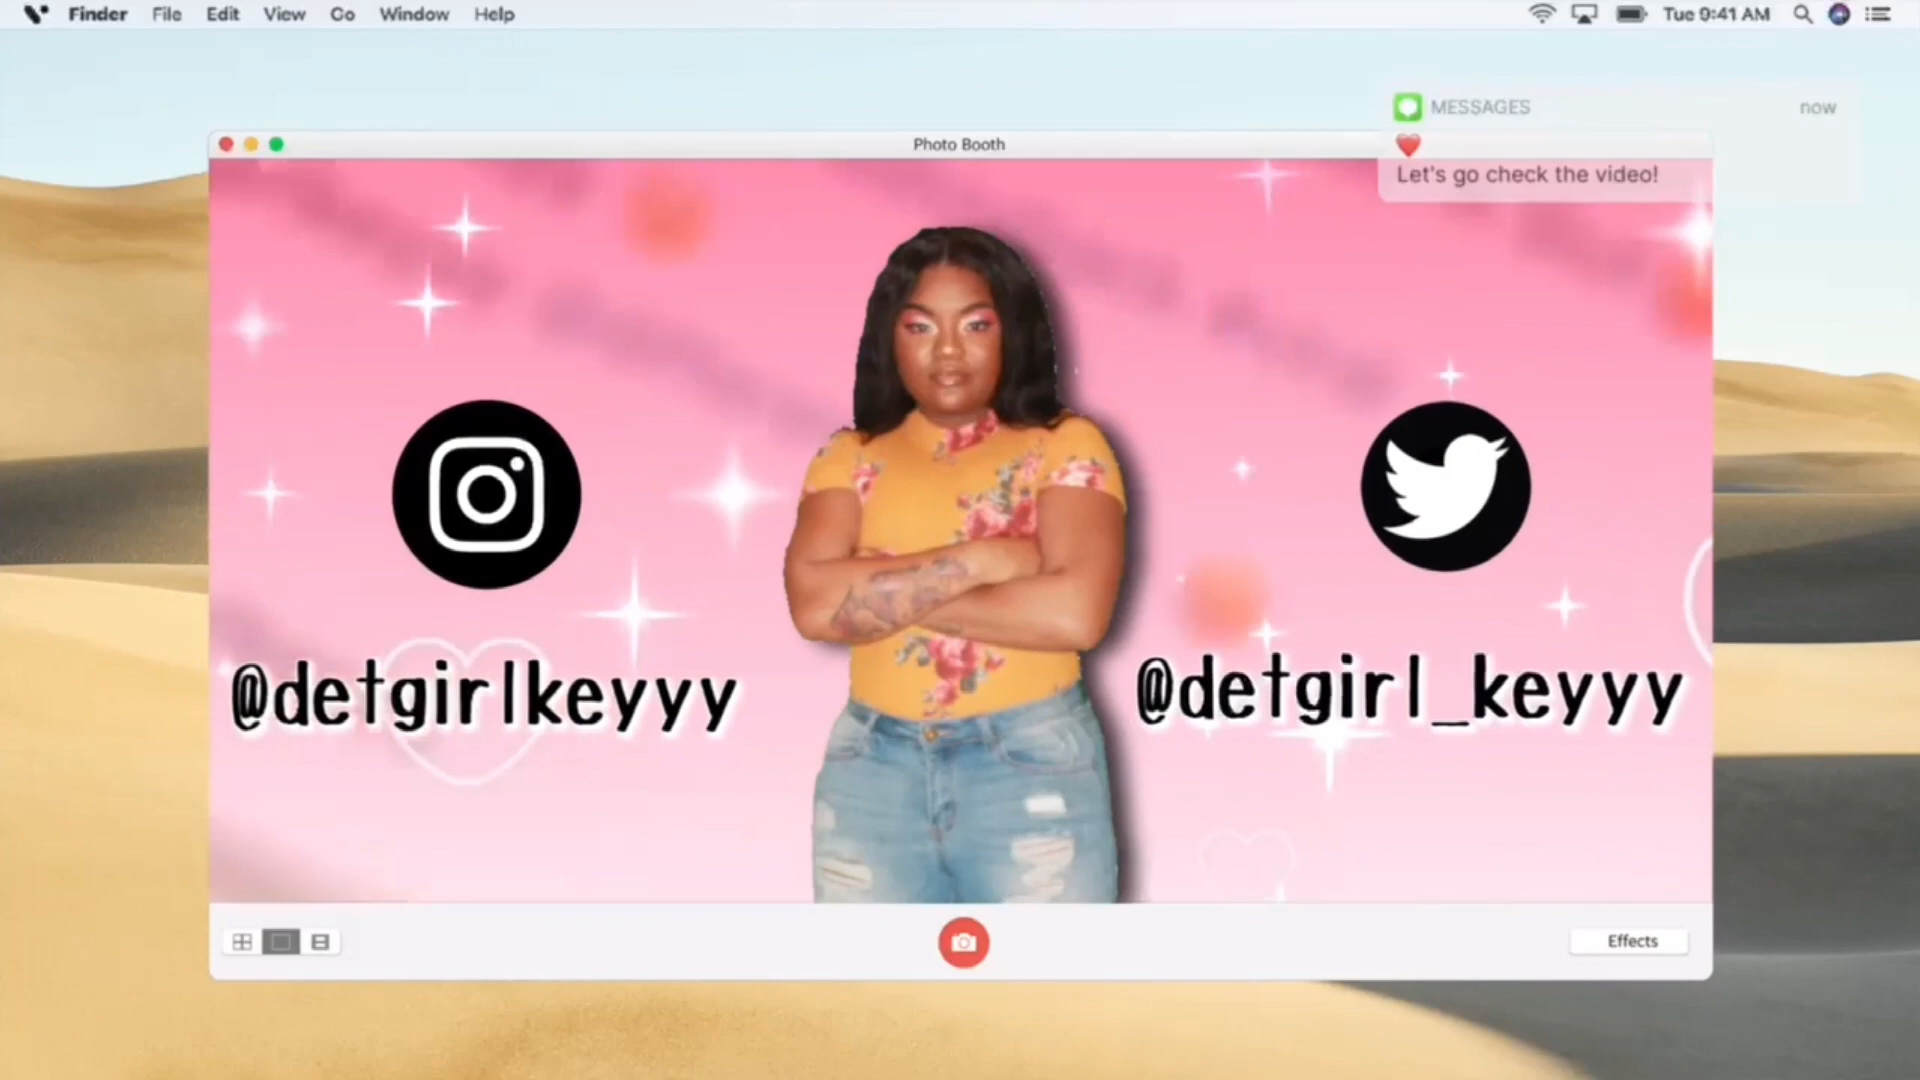 Finder File Edit View Go Window Help Tue 9:41 AM
MESSAGES now
Photo Booth
Let's go check the video!
@detgirlkeyyy
@detgirl_keyyy
Effects